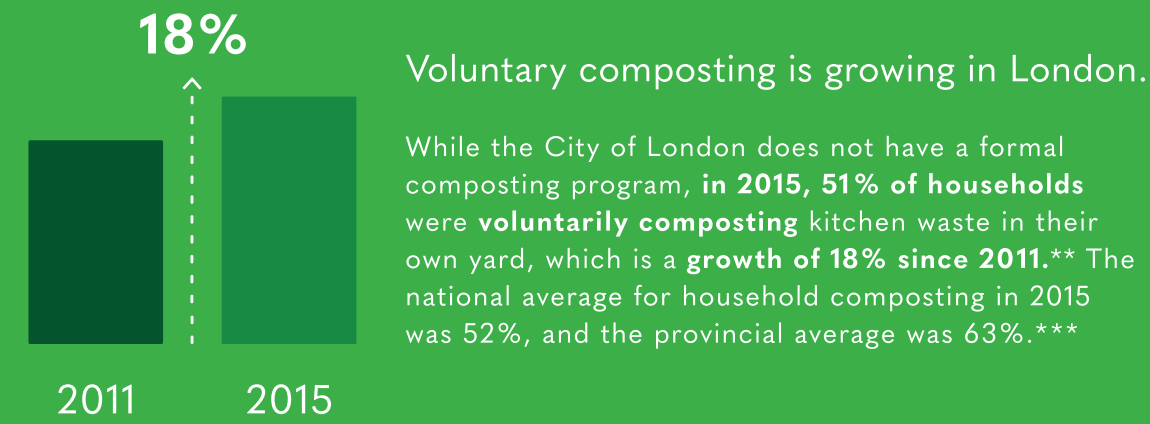 18%
2011
2015
Voluntary composting is growing in London.
While the City of London does not have a formal
composting program, in 2015, 51% of households
were voluntarily composting kitchen waste in their
own yard, which is a growth of 18% since 2011.** The
national average for household composting in 2015
was 52%, and the provincial average was 63%.***